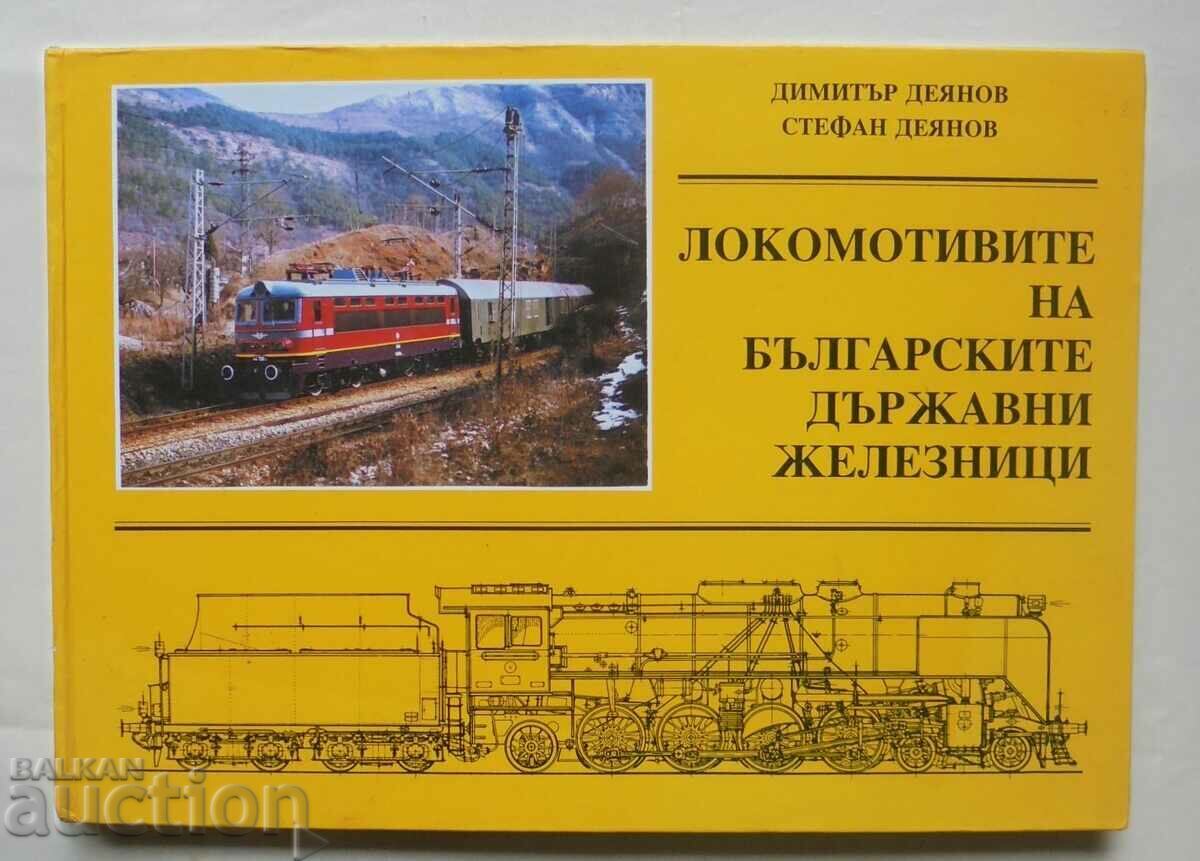 ДИМИТЪР ДЕЯНОВ
СТЕФАН ДЕЯНОВ
ЛОКОМОТИВИТЕ
НА
БЪЛГАРСКИТЕ
ДЪРЖАВНИ
ЖЕЛЕЗНИЦИ
BALKAN
auction